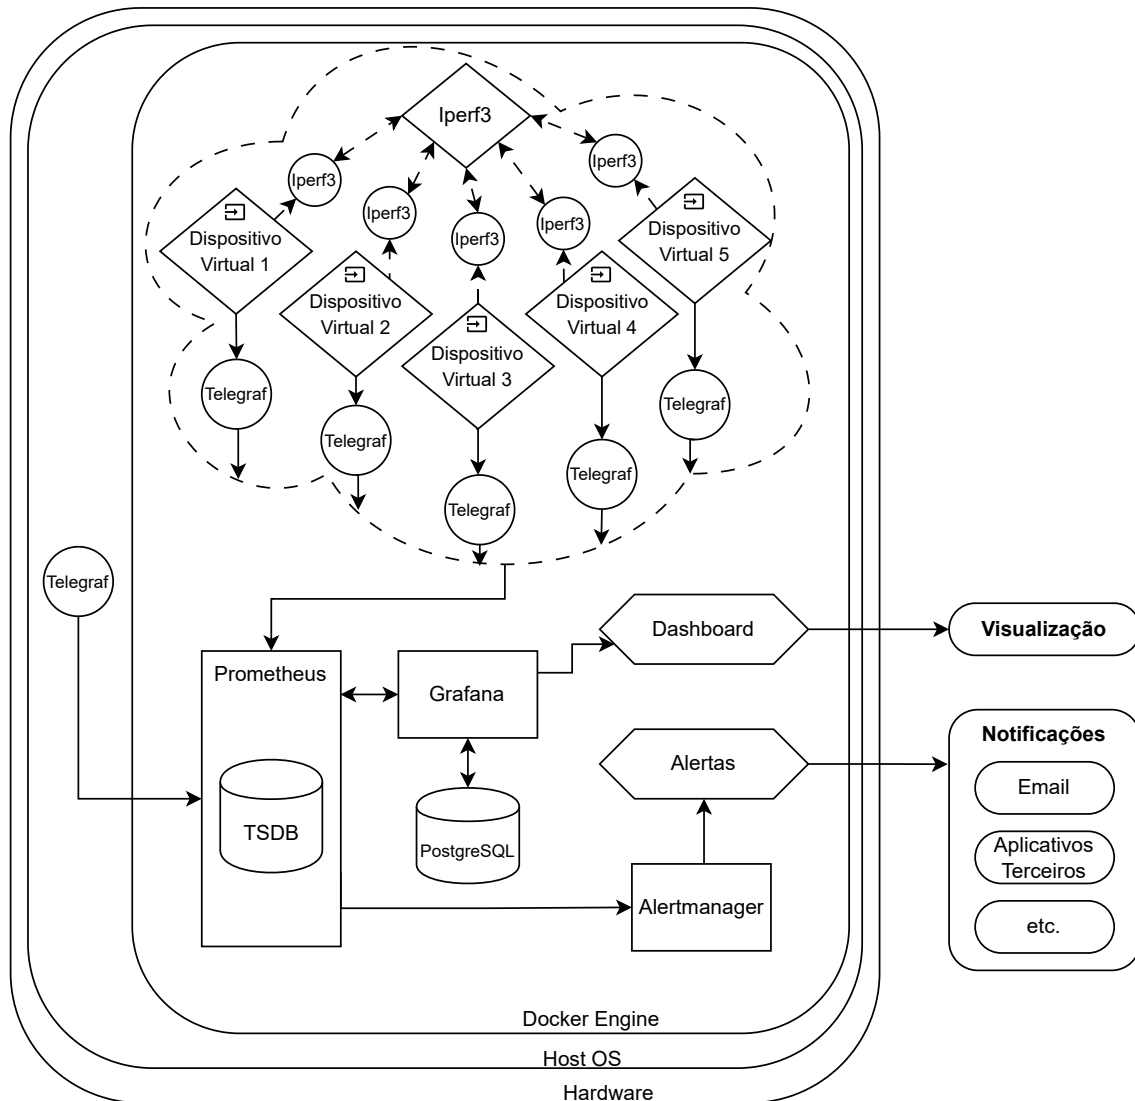 Iperf3
Iperf3
Iperf3
Iperf3
Iperf3
Iperf3
Dispositivo
Virtual 1
Dispositivo
Virtual 2
Dispositivo
Virtual 3
Dispositivo
Virtual 4
Dispositivo
Virtual 5
Telegraf
Telegraf
Telegraf
Telegraf
Telegraf
Telegraf
Prometheus
TSDB
Grafana
PostgreSQL
Dashboard
Visualização
Alertas
Alertmanager
Notificações
Email
Aplicativos
Terceiros
etc.
Docker Engine
Host OS
Hardware